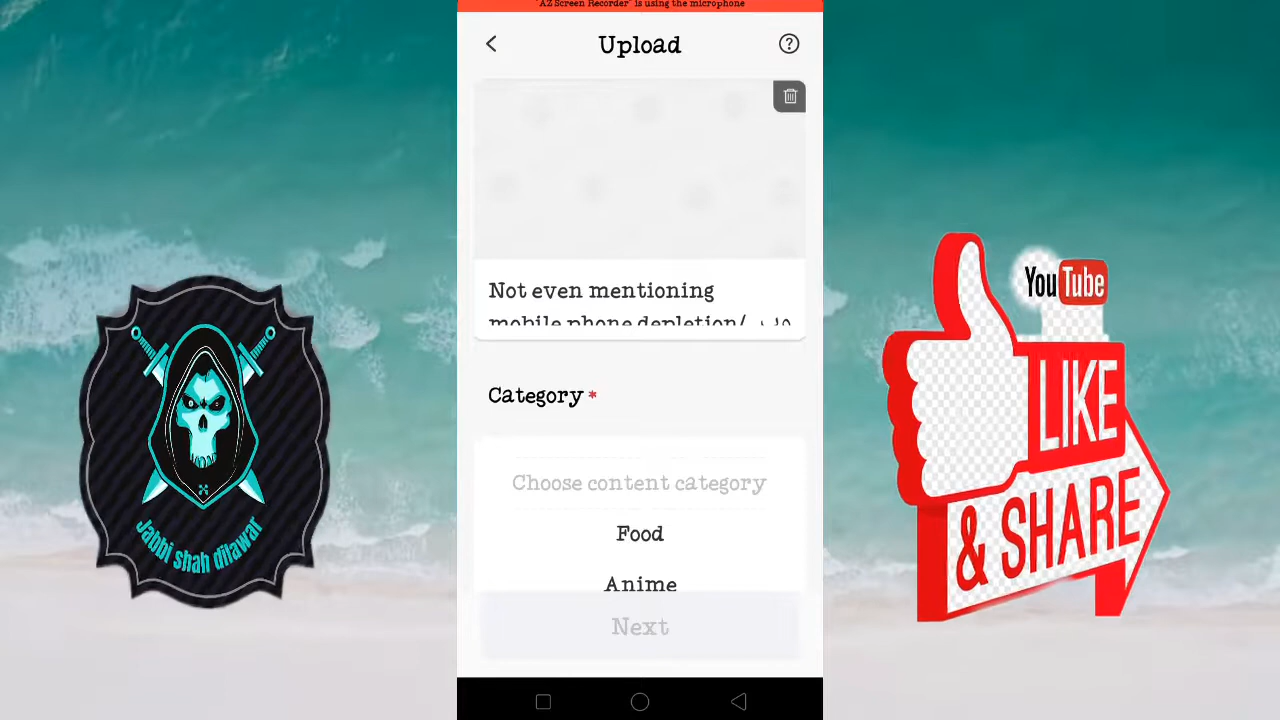 "AZ Screen Recorder" is using the microphone
Upload
Not even mentioning
mobile phone depletion/
Category *
Choose content category
Food
Anime
Next
Jabbi shah dilawar
YouTube
LIKE
& SHARE